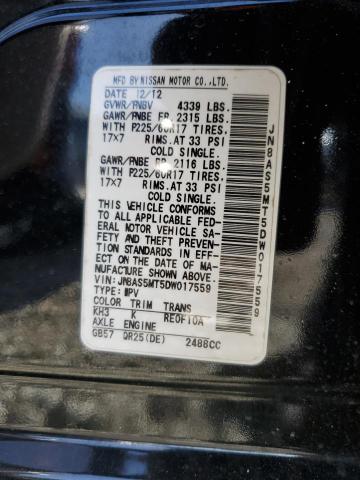 MFD BY NISSAN MOTOR CO.,LTD.
DATE 12/12
GVWR/PNBV 4339 LBS.
GAWR/PNBE FR 2315 LBS.
WITH P225/60R17 TIRES.
17X7 RIMS.AT 33 PSI
COLD SINGLE.
GAWR/PNBE RR 2116 LBS.
WITH P225/60R17 TIRES.
17X7 RIMS.AT 33 PSI
COLD SINGLE.
THIS VEHICLE CONFORMS
TO ALL APPLICABLE FED-
ERAL MOTOR VEHICLE SA-
FETY AND THEFT PREVENTION
STANDARDS IN EFF-
ECT ON THE DATE OF MA-
NUFACTURE SHOWN ABOVE.
VIN: JN8AS5MT5DW017559
TYPE: MPV
COLOR TRIM TRANS
KH3 K RE0F10A
AXLE ENGINE
GB57 QR25(DE) 2488CC
JN8AS5MT5DW017559